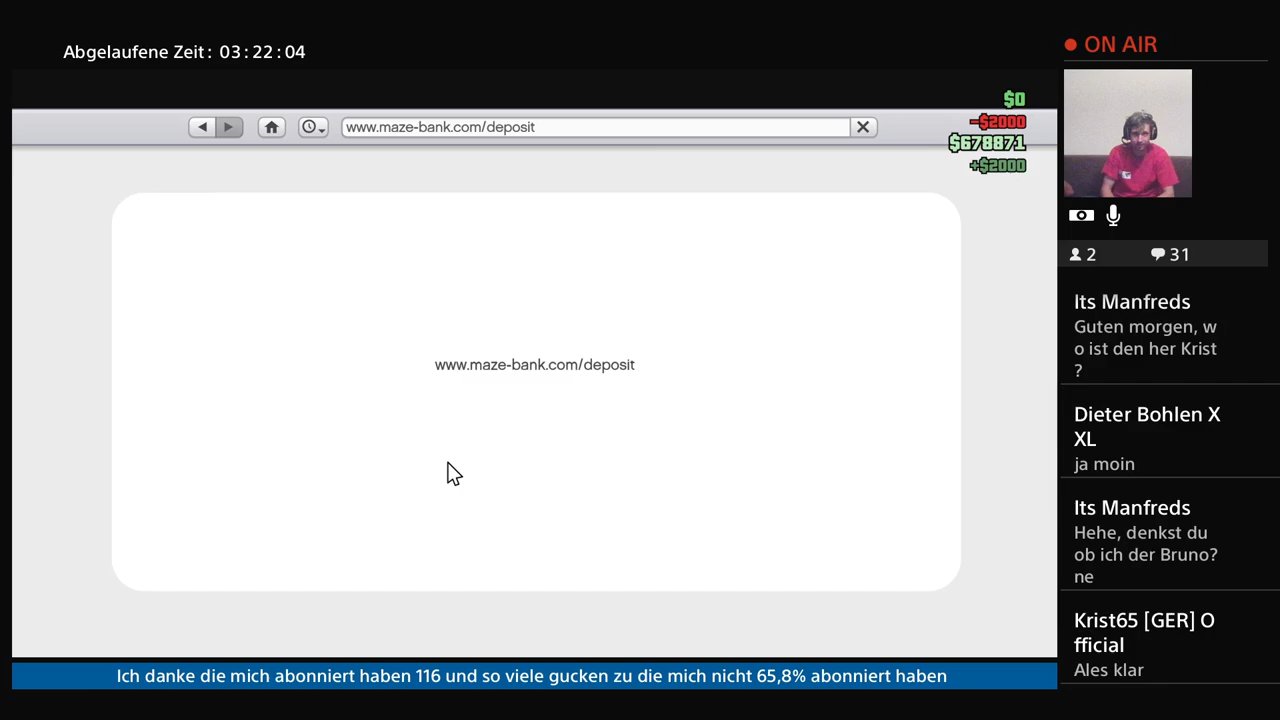 Abgelaufene Zeit: 03:22:04
ON AIR
www.maze-bank.com/deposit
$0
-$2000
$678871
+$2000
www.maze-bank.com/deposit
2 31
Its Manfreds
Guten morgen, w
o ist den her Krist
?
Dieter Bohlen X
XL
ja moin
Its Manfreds
Hehe, denkst du
ob ich der Bruno?
ne
Krist65 [GER] O
fficial
Ales klar
Ich danke die mich abonniert haben 116 und so viele gucken zu die mich nicht 65,8% abonniert haben